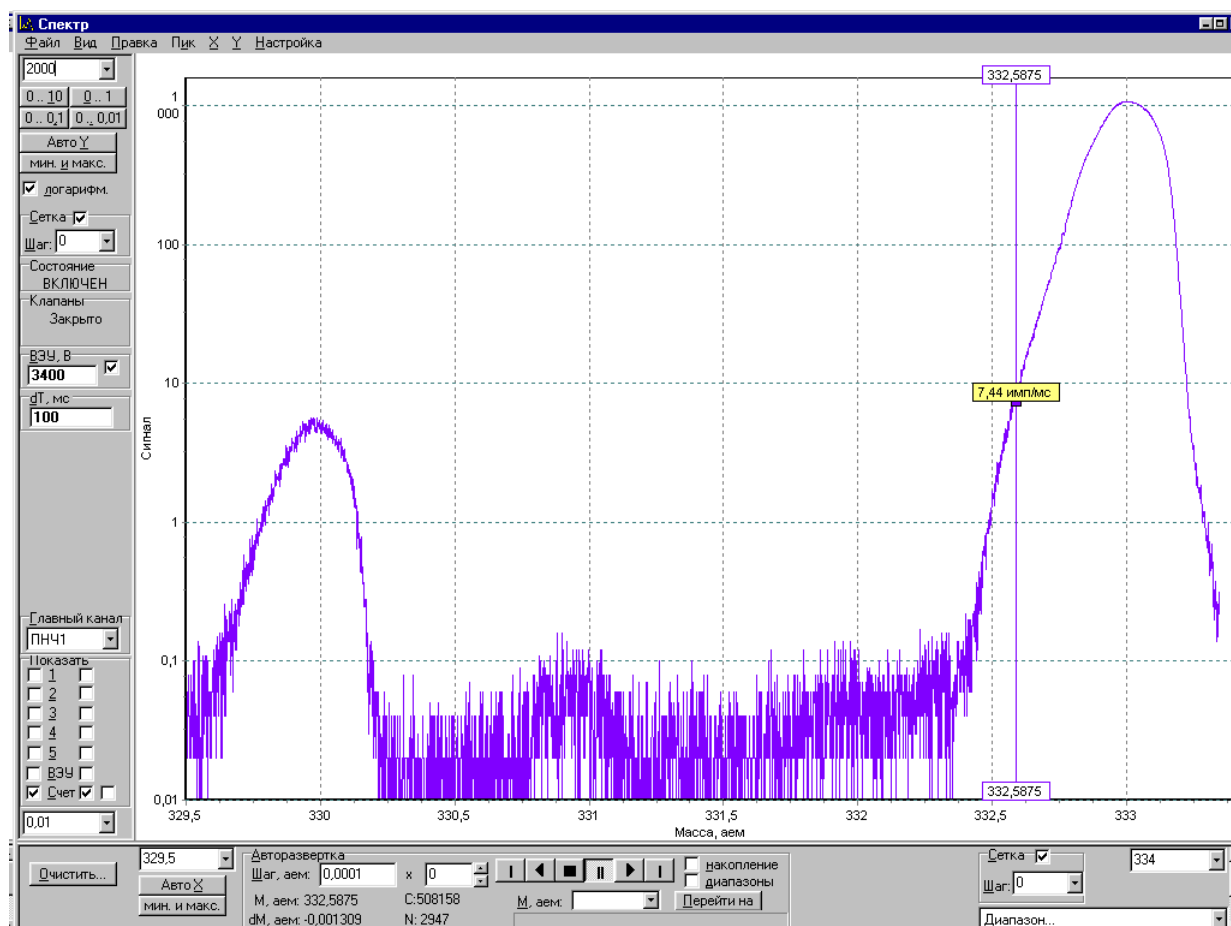 Спектр
Файл Вид Правка Пик X Y Настройка
2000
0 .. 10 0 .. 1
0 .. 0,1 0 .. 0,01
Авто Y
мин. и макс.
логарифм.
Сетка
Шаг: 0
Состояние
ВКЛЮЧЕН
Клапаны
Закрыто
ВЭУ, В
3400
dТ, мс
100
Главный канал
ПНЧ1
Показать
1
2
3
4
5
ВЭУ
Счет
0,01
332,5875
1 000
100
10
1
0,1
0,01
Сигнал
7,44 имп/мс
332,5875
329,5 330 330,5 331 331,5 332 332,5 333
Масса, аем
Очистить...
329,5
Авто X
мин. и макс.
Авторазвертка
Шаг, аем: 0,0001 x 0
М, аем: 332,5875 C:508158
dM, аем: -0,001309 N: 2947
накопление
диапазоны
М, аем: Перейти на
Сетка
Шаг: 0
334
Диапазон...